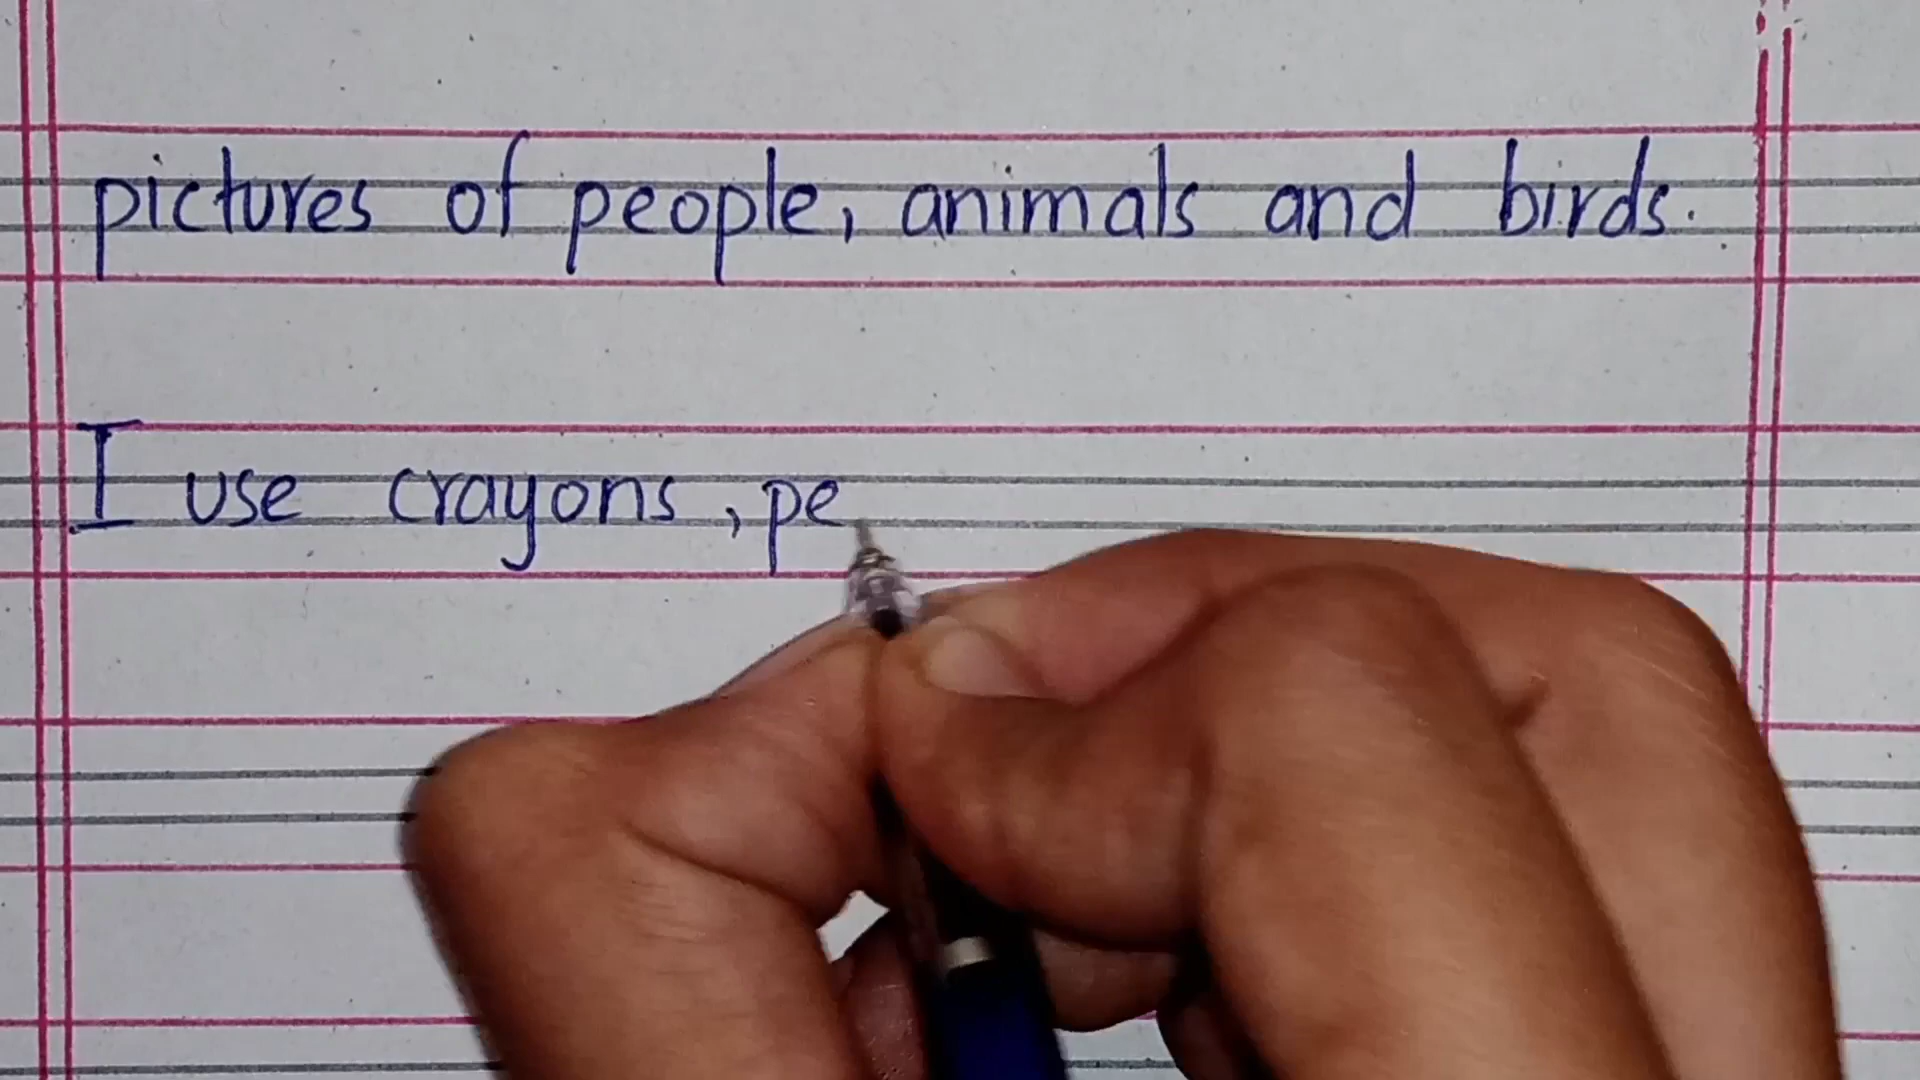 pictures of people, animals and birds.
I use crayons, pe